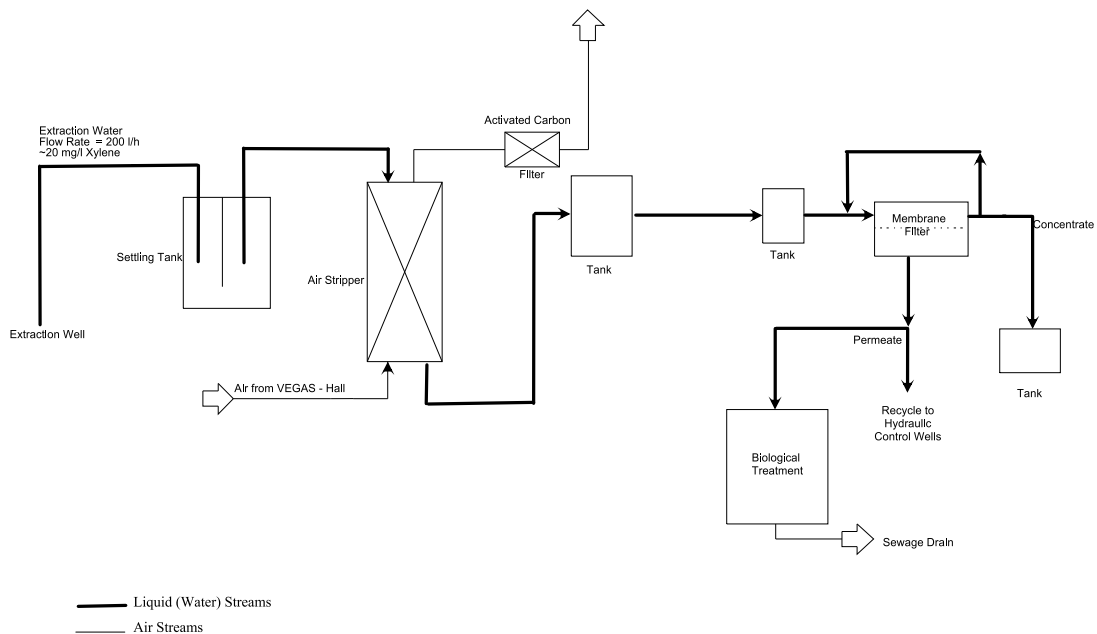 Extraction Water
Flow Rate = 200 l/h
~20 mg/l Xylene
Activated Carbon
Filter
Settling Tank
Air Stripper
Extraction Well
Air from VEGAS - Hall
Tank
Tank
Membrane
Filter
Concentrate
Permeate
Tank
Recycle to
Hydraulic
Control Wells
Biological
Treatment
Sewage Drain
Liquid (Water) Streams
Air Streams